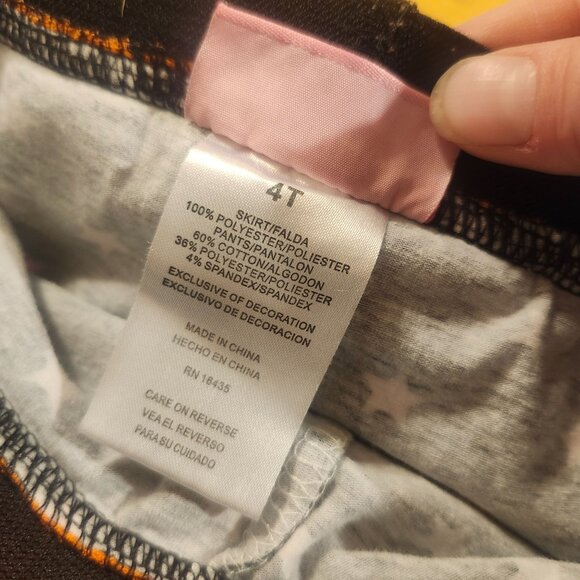 4T
SKIRT/FALDA
100% POLYESTER/POLIESTER
PANTS/PANTALON
60% COTTON/ALGODON
36% POLYESTER/POLIESTER
4% SPANDEX/SPANDEX
EXCLUSIVE OF DECORATION
EXCLUSIVO DE DECORACION
MADE IN CHINA
HECHO EN CHINA
RN 16435
CARE ON REVERSE
VEA EL REVERSO
PARA SU CUIDADO